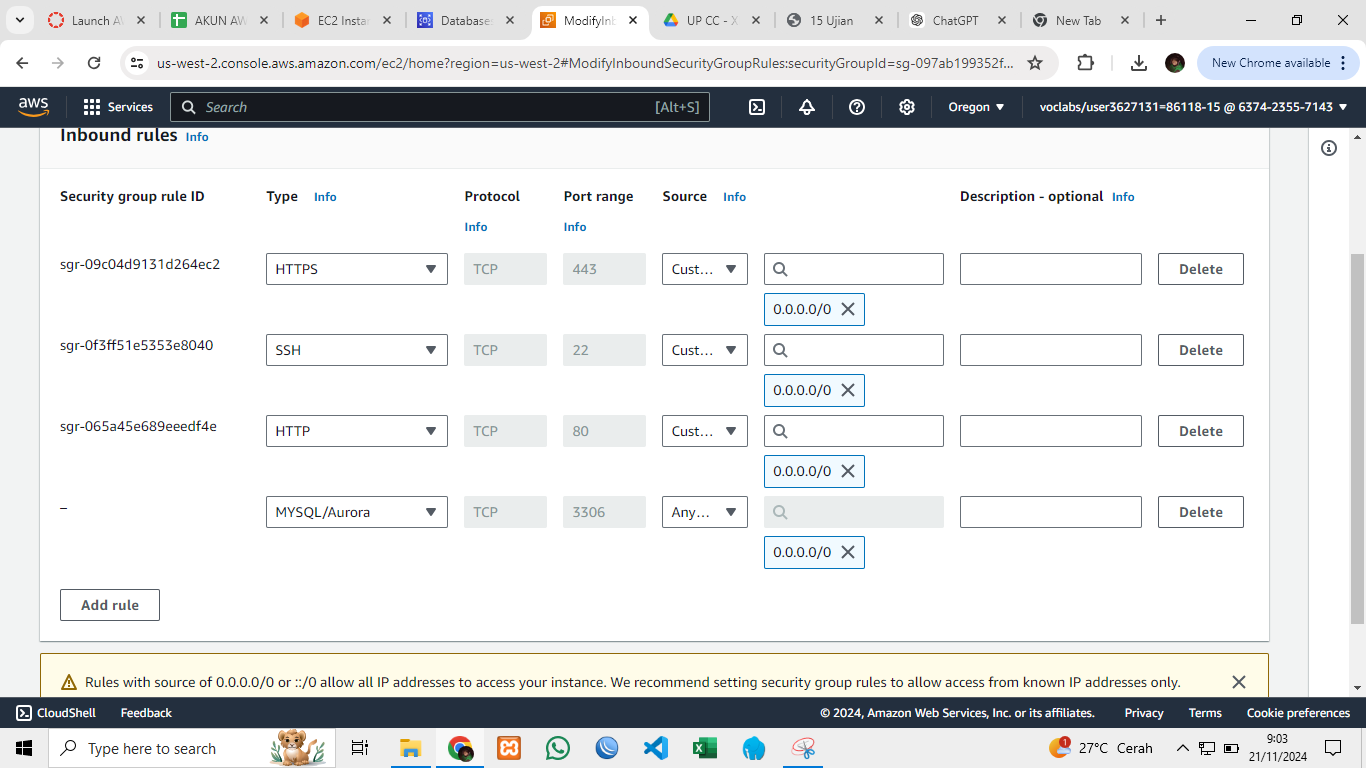 Launch AW
AKUN AW
EC2 Instar
Database
ModifyInb
UP CC - X
15 Ujian
ChatGPT
New Tab
us-west-2.console.aws.amazon.com/ec2/home?region=us-west-2#ModifyInboundSecurityGroupRules:securityGroupId=sg-097ab199352f...
New Chrome available
aws
Services
Search
[Alt+S]
Oregon
voclabs/user3627131=86118-15 @ 6374-2355-7143
Inbound rules Info
Security group rule ID
Type Info
Protocol
Info
Port range
Info
Source Info
Description - optional Info
sgr-09c04d9131d264ec2 HTTPS TCP 443 Cust... Delete
0.0.0.0/0
sgr-0f3ff51e5353e8040 SSH TCP 22 Cust... Delete
0.0.0.0/0
sgr-065a45e689eeedf4e HTTP TCP 80 Cust... Delete
0.0.0.0/0
– MYSQL/Aurora TCP 3306 Any... Delete
0.0.0.0/0
Add rule
Rules with source of 0.0.0.0/0 or ::/0 allow all IP addresses to access your instance. We recommend setting security group rules to allow access from known IP addresses only.
CloudShell Feedback © 2024, Amazon Web Services, Inc. or its affiliates. Privacy Terms Cookie preferences
Type here to search
1
27°C Cerah
9:03
21/11/2024